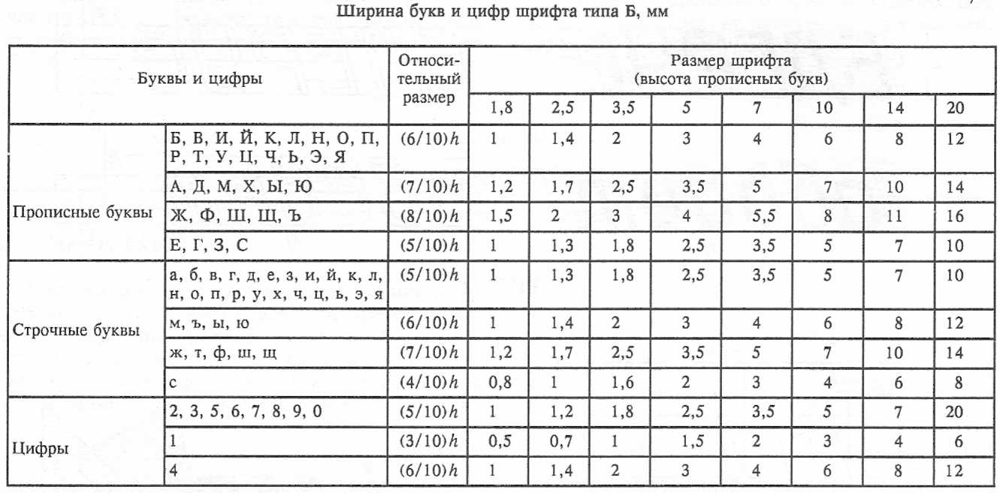 Ширина букв и цифр шрифта типа Б, мм
Буквы и цифры
Относи-
тельный
размер
Размер шрифта
(высота прописных букв)
1,8 2,5 3,5 5 7 10 14 20
Прописные буквы
Б, В, И, Й, К, Л, Н, О, П,
Р, Т, У, Ц, Ч, Ь, Э, Я
(6/10)h 1 1,4 2 3 4 6 8 12
А, Д, М, Х, Ы, Ю (7/10)h 1,2 1,7 2,5 3,5 5 7 10 14
Ж, Ф, Ш, Щ, Ъ (8/10)h 1,5 2 3 4 5,5 8 11 16
Е, Г, З, С (5/10)h 1 1,3 1,8 2,5 3,5 5 7 10
Строчные буквы
а, б, в, г, д, е, з, и, й, к, л,
н, о, п, р, у, х, ч, ц, ь, э, я
(5/10)h 1 1,3 1,8 2,5 3,5 5 7 10
м, ъ, ы, ю (6/10)h 1 1,4 2 3 4 6 8 12
ж, т, ф, ш, щ (7/10)h 1,2 1,7 2,5 3,5 5 7 10 14
с (4/10)h 0,8 1 1,6 2 3 4 6 8
Цифры
2, 3, 5, 6, 7, 8, 9, 0 (5/10)h 1 1,2 1,8 2,5 3,5 5 7 20
1 (3/10)h 0,5 0,7 1 1,5 2 3 4 6
4 (6/10)h 1 1,4 2 3 4 6 8 12